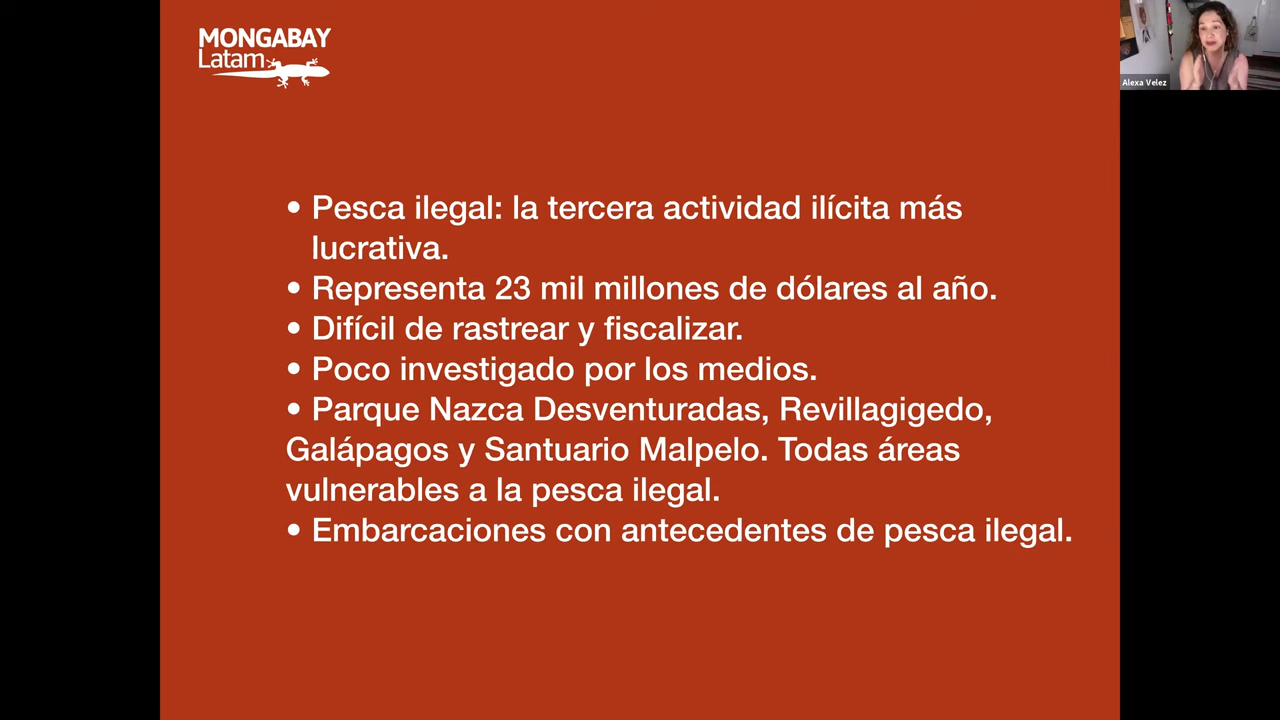 MONGABAY
Latam
Alexa Velez
• Pesca ilegal: la tercera actividad ilícita más
lucrativa.
• Representa 23 mil millones de dólares al año.
• Difícil de rastrear y fiscalizar.
• Poco investigado por los medios.
• Parque Nazca Desventuradas, Revillagigedo,
Galápagos y Santuario Malpelo. Todas áreas
vulnerables a la pesca ilegal.
• Embarcaciones con antecedentes de pesca ilegal.